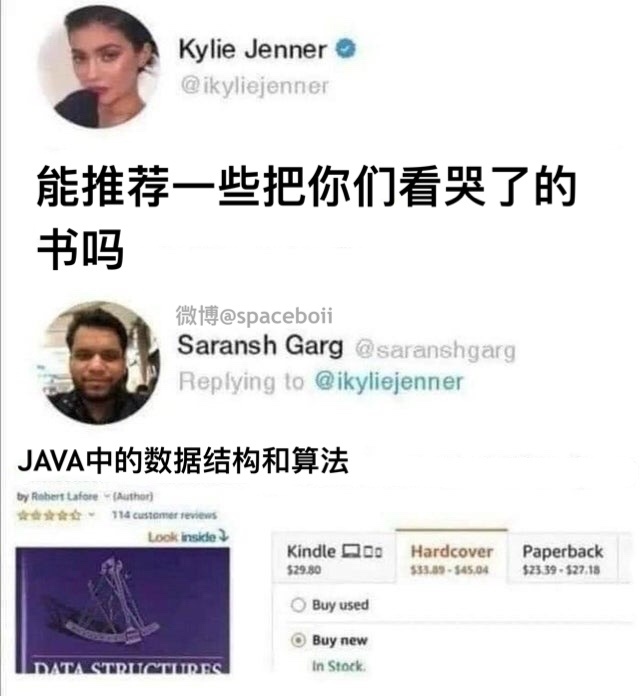 Kylie Jenner
@ikyliejenner
能推荐一些把你们看哭了的
书吗
微博@spaceboii
Saransh Garg @saranshgarg
Replying to @ikyliejenner
JAVA中的数据结构和算法
by Robert Lafore (Author)
114 customer reviews
Look inside
Kindle
$29.80
Hardcover
$33.89 - $45.04
Paperback
$23.39 - $27.18
Buy used
Buy new
In Stock.
DATA STRUCTURES